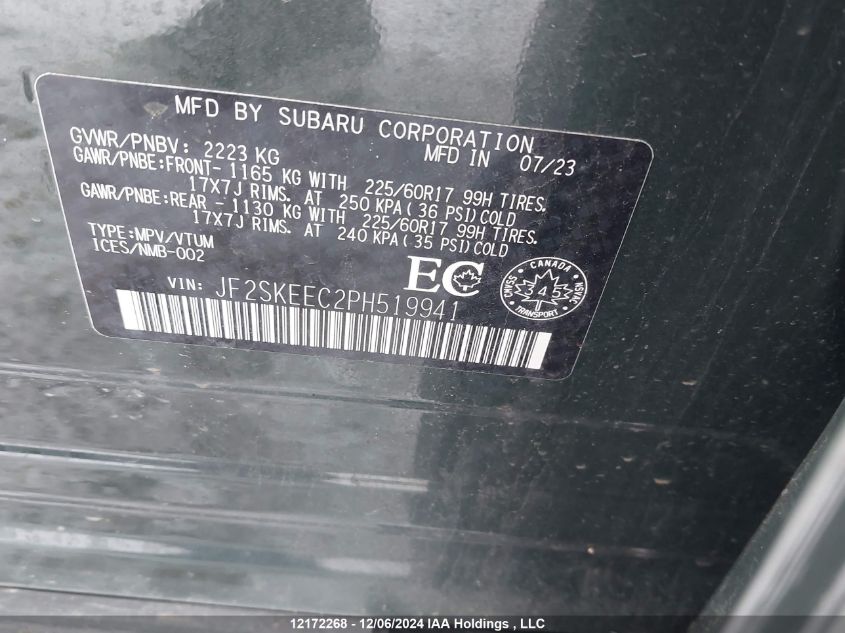 MFD BY SUBARU CORPORATION
GVWR/PNBV: 2223 KG MFD IN 07/23
GAWR/PNBE:FRONT- 1165 KG WITH 225/60R17 99H TIRES.
17X7J RIMS. AT 250 KPA(36 PSI)COLD
GAWR/PNBE:REAR - 1130 KG WITH 225/60R17 99H TIRES.
17X7J RIMS. AT 240 KPA(35 PSI)COLD
TYPE:MPV/VTUM
ICES/NMB-002
EC
CANADA
CMVSS 345 NSVAC
TRANSPORT
VIN: JF2SKEEC2PH519941
12172268 - 12/06/2024 IAA Holdings , LLC